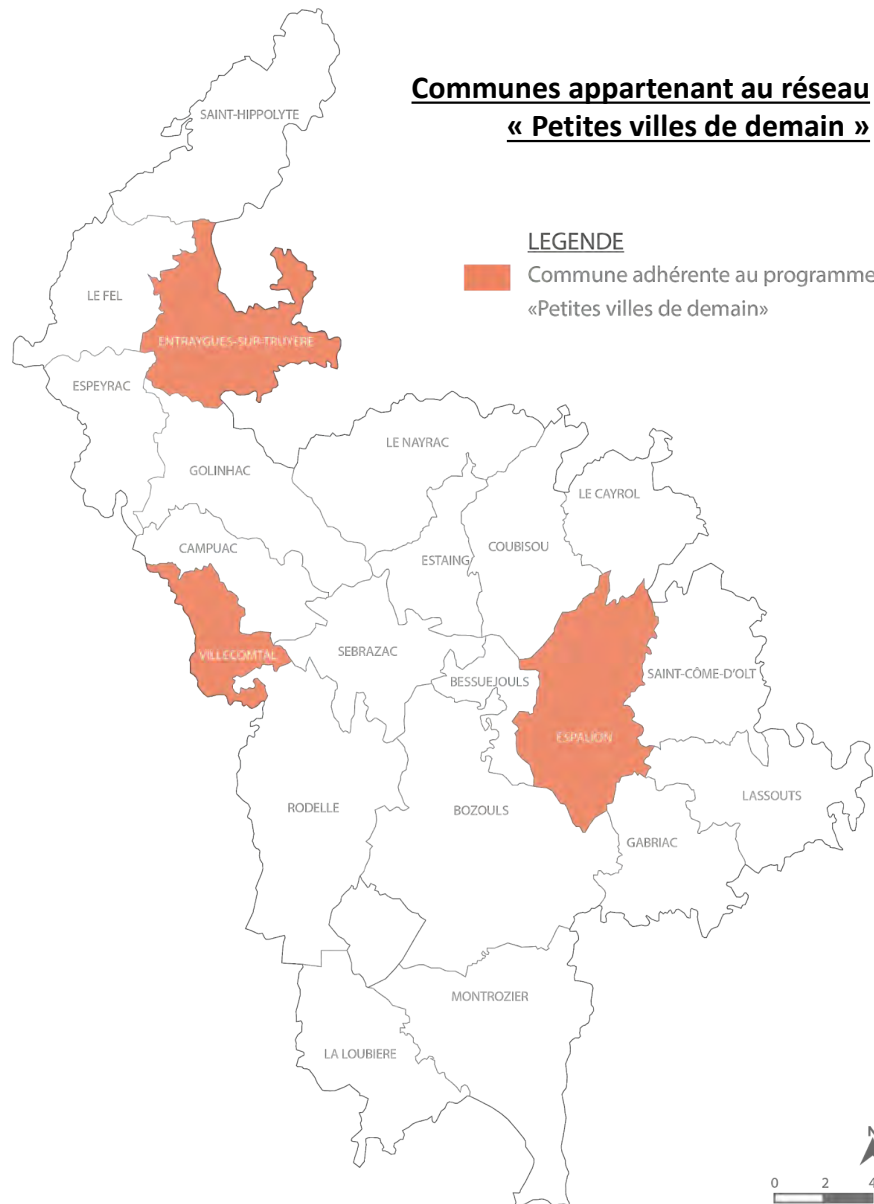 Communes appartenant au réseau
« Petites villes de demain »
SAINT-HIPPOLYTE
LEGENDE
Commune adhérente au programme
«Petites villes de demain»
LE FEL
ENTRAYGUES-SUR-TRUYERE
ESPEYRAC
LE NAYRAC
GOLINHAC
LE CAYROL
CAMPUAC
ESTAING
COUBISOU
VILLECOMTAL
SEBRAZAC
BESSUEJOULS
SAINT-CÔME-D'OLT
ESPALION
LASSOUTS
RODELLE
BOZOULS
GABRIAC
MONTROZIER
LA LOUBIERE
N
0 2 4